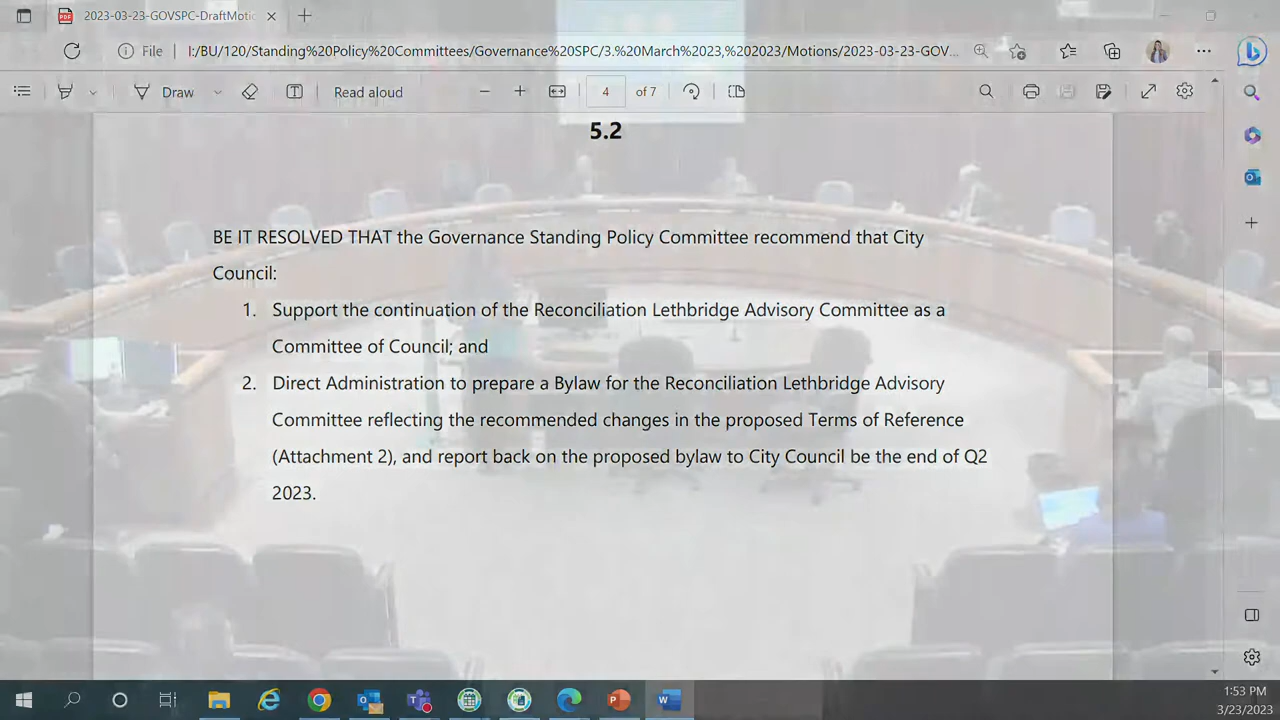 2023-03-23-GOVSPC-DraftMotio
File
I:/BU/120/Standing%20Policy%20Committees/Governance%20SPC/3.%20March%2023,%202023/Motions/2023-03-23-GOV...
Draw
Read aloud
4 of 7
5.2
BE IT RESOLVED THAT the Governance Standing Policy Committee recommend that City
Council:
1. Support the continuation of the Reconciliation Lethbridge Advisory Committee as a
Committee of Council; and
2. Direct Administration to prepare a Bylaw for the Reconciliation Lethbridge Advisory
Committee reflecting the recommended changes in the proposed Terms of Reference
(Attachment 2), and report back on the proposed bylaw to City Council be the end of Q2
2023.
1:53 PM
3/23/2023